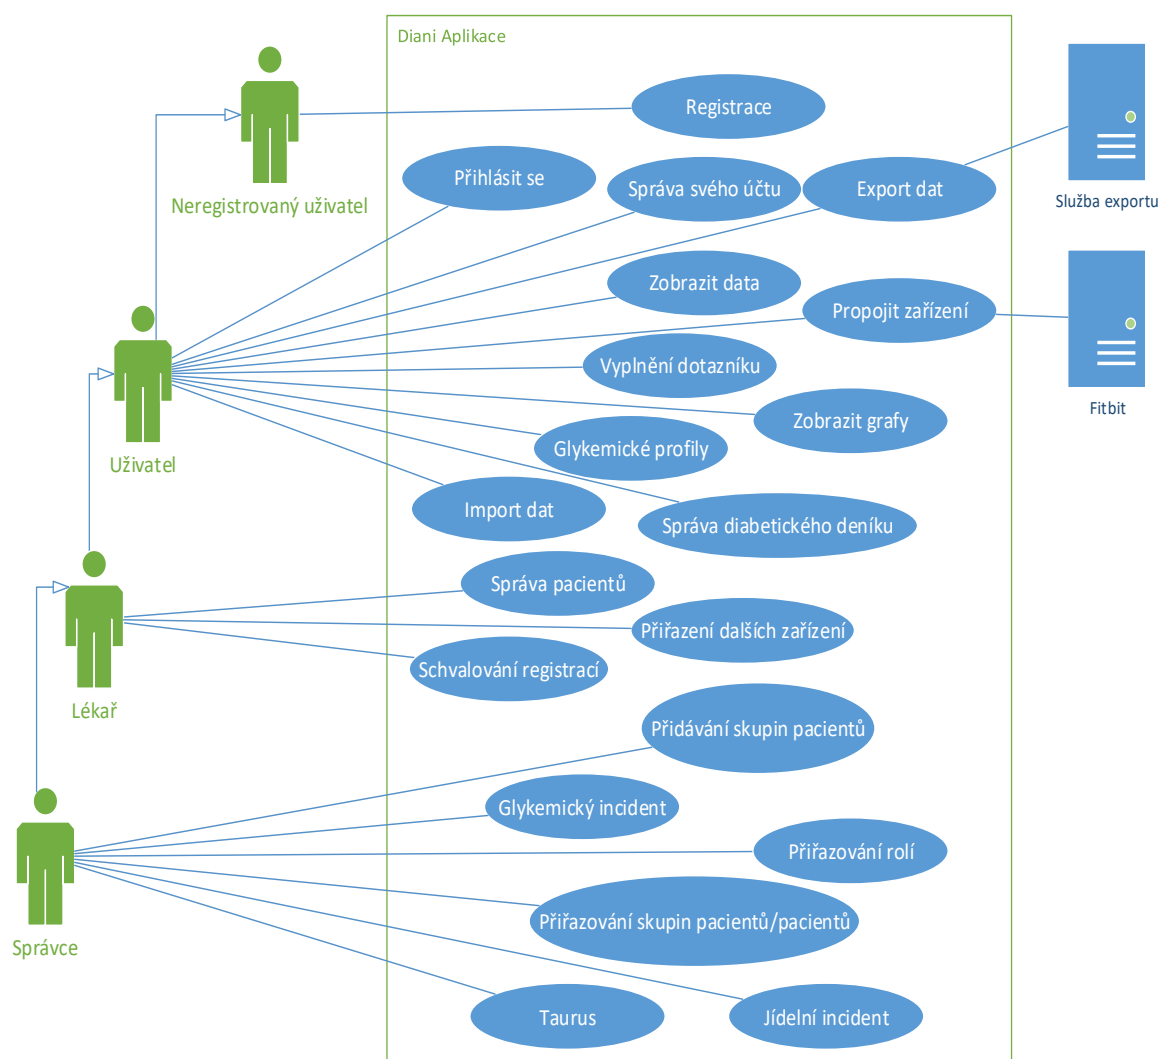 Diani Aplikace
Registrace
Přihlásit se
Správa svého účtu
Export dat
Neregistrovaný uživatel
Služba exportu
Zobrazit data
Propojit zařízení
Vyplnění dotazníku
Fitbit
Zobrazit grafy
Glykemické profily
Uživatel
Import dat
Správa diabetického deníku
Správa pacientů
Přiřazení dalších zařízení
Schvalování registrací
Lékař
Přidávání skupin pacientů
Glykemický incident
Přiřazování rolí
Přiřazování skupin pacientů/pacientů
Správce
Taurus
Jídelní incident